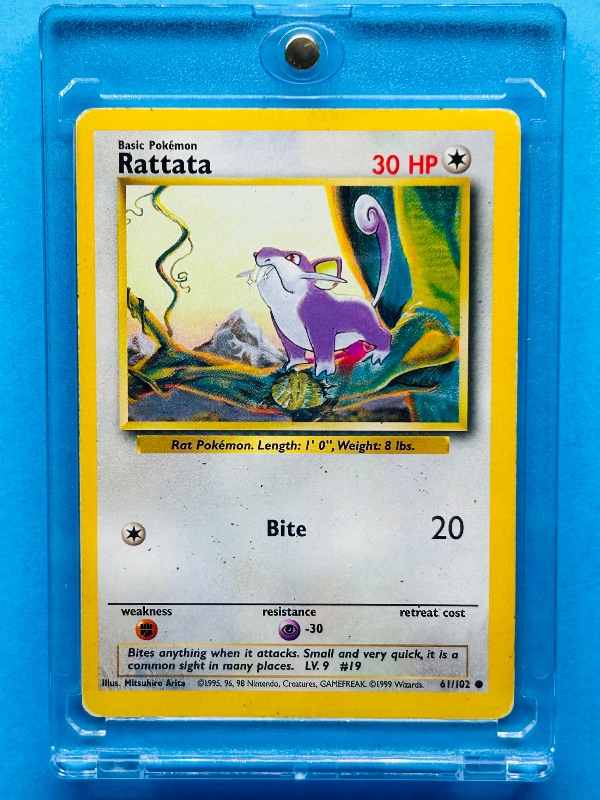 Basic Pokémon
Rattata
30 HP
Rat Pokémon. Length: 1' 0", Weight: 8 lbs.
Bite 20
weakness resistance retreat cost
-30
Bites anything when it attacks. Small and very quick, it is a
common sight in many places. LV. 9 #19
Illus. Mitsuhiro Arita ©1995, 96, 98 Nintendo, Creatures, GAMEFREAK. ©1999 Wizards. 61/102